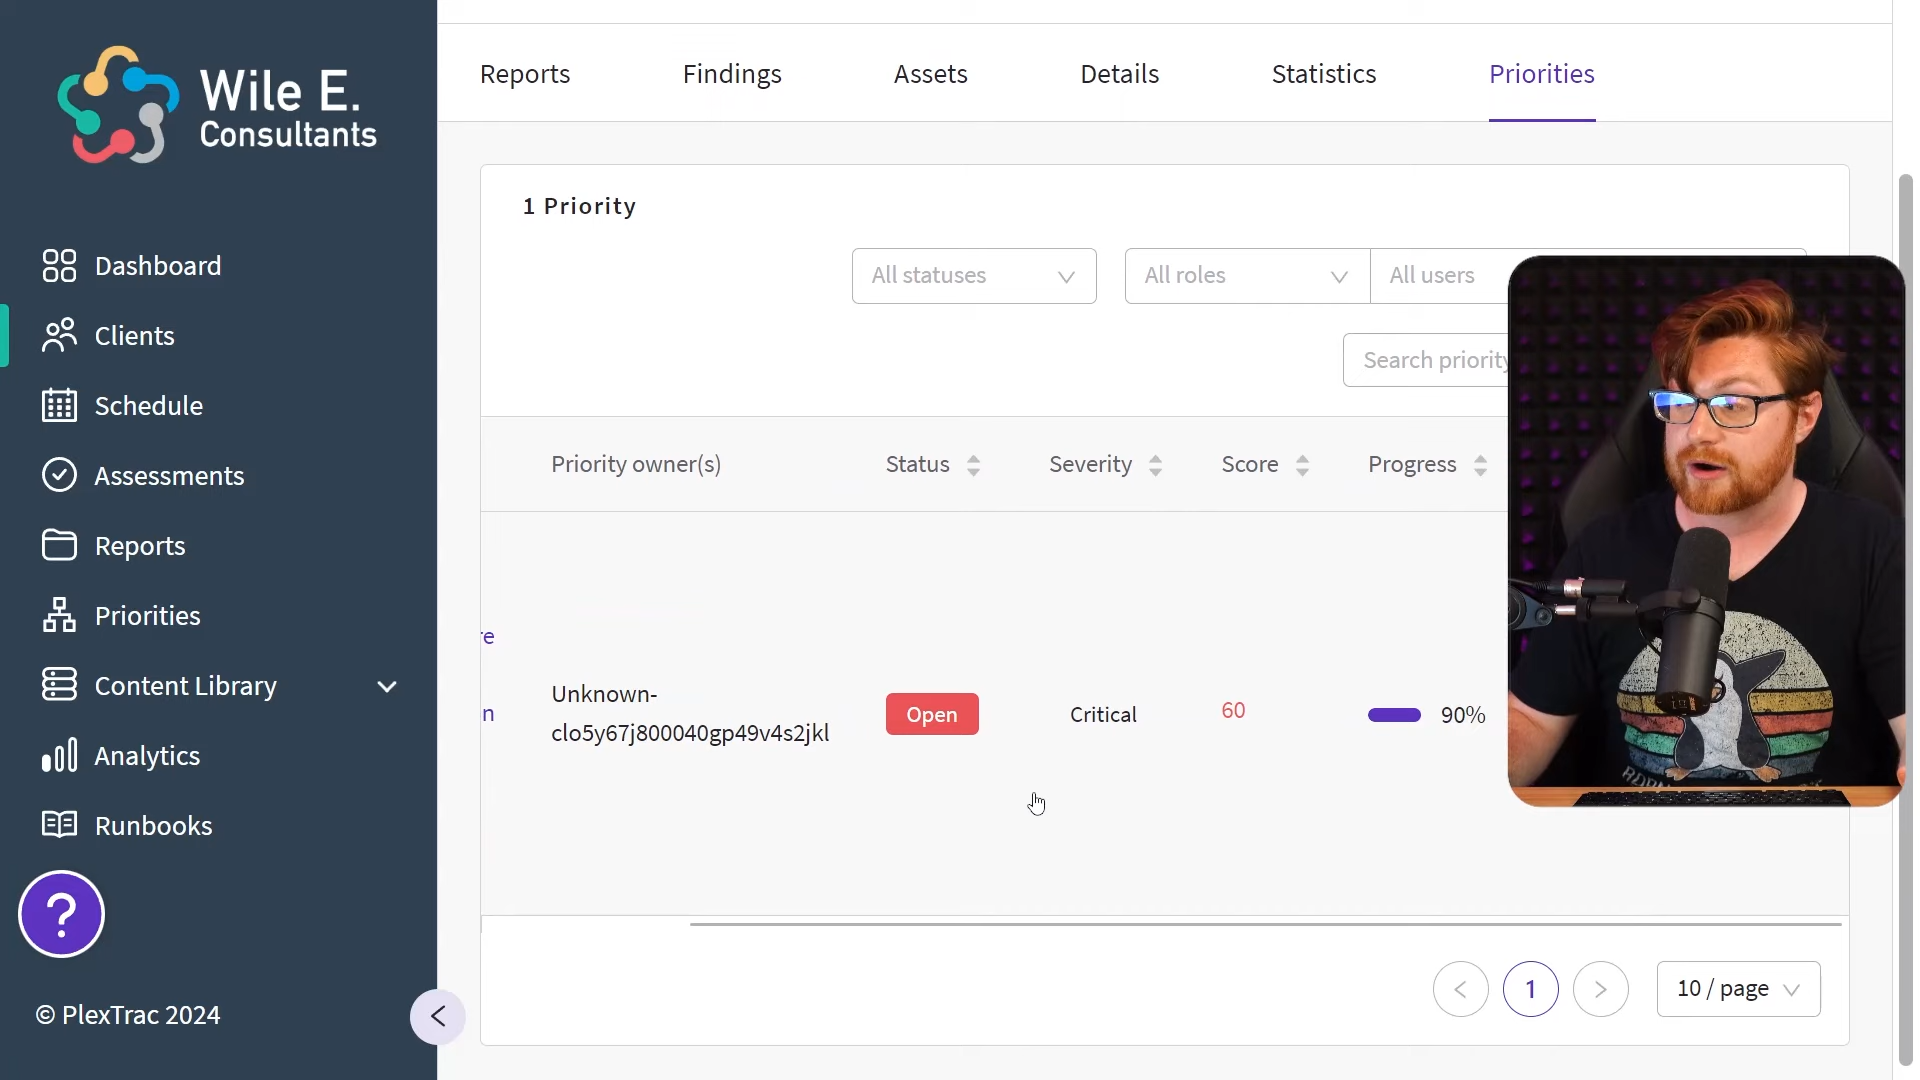 Wile E.
Consultants
Dashboard
Clients
Schedule
Assessments
Reports
Priorities
Content Library
Analytics
Runbooks
?
© PlexTrac 2024
Reports Findings Assets Details Statistics Priorities
1 Priority
All statuses All roles All users
Search priority
Priority owner(s) Status Severity Score Progress
re
n
Unknown-
clo5y67j800040gp49v4s2jkl
Open Critical 60 90%
1 10 / page